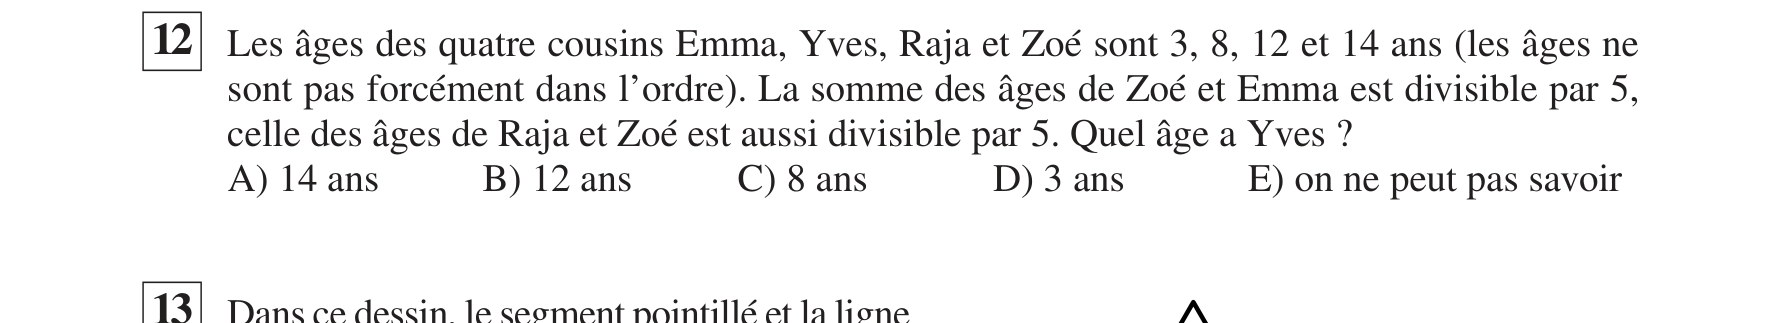 12 Les âges des quatre cousins Emma, Yves, Raja et Zoé sont 3, 8, 12 et 14 ans (les âges ne
sont pas forcément dans l'ordre). La somme des âges de Zoé et Emma est divisible par 5,
celle des âges de Raja et Zoé est aussi divisible par 5. Quel âge a Yves ?
A) 14 ans B) 12 ans C) 8 ans D) 3 ans E) on ne peut pas savoir
13 Dans ce dessin, le segment pointillé et la ligne